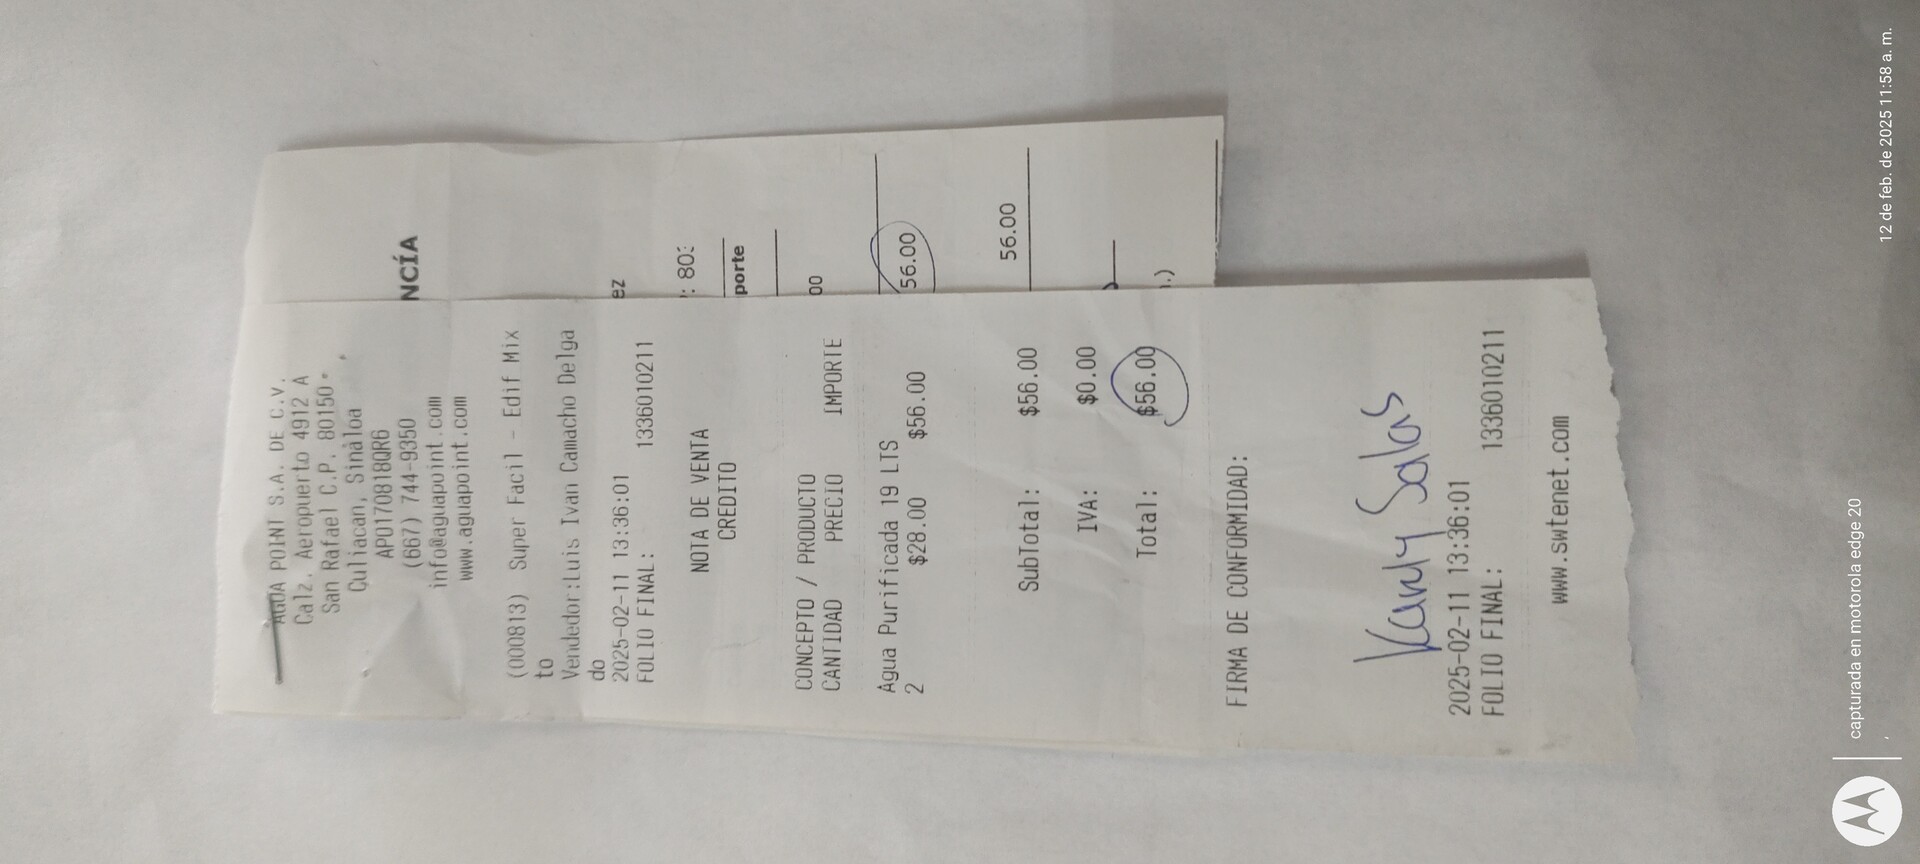 AGUA POINT S.A. DE C.V.
Calz. Aeropuerto 4912 A
San Rafael C.P. 80150
Culiacan, Sinaloa
APO170818QR6
(667) 744-9350
info@aguapoint.com
www.aguapoint.com
(000813) Super Facil - Edif Mix
to
Vendedor:Luis Ivan Camacho Delga
do
2025-02-11 13:36:01
FOLIO FINAL: 1336010211
NOTA DE VENTA
CREDITO
CONCEPTO / PRODUCTO
CANTIDAD PRECIO IMPORTE
Agua Purificada 19 LTS
2 $28.00 $56.00
SubTotal: $56.00
IVA: $0.00
Total: $56.00
FIRMA DE CONFORMIDAD:
2025-02-11 13:36:01
FOLIO FINAL: 1336010211
www.swtenet.com
NCÍA
ez
: 803
porte
00
56.00
56.00
.)
capturada en motorola edge 20
12 de feb. de 2025 11:58 a. m.